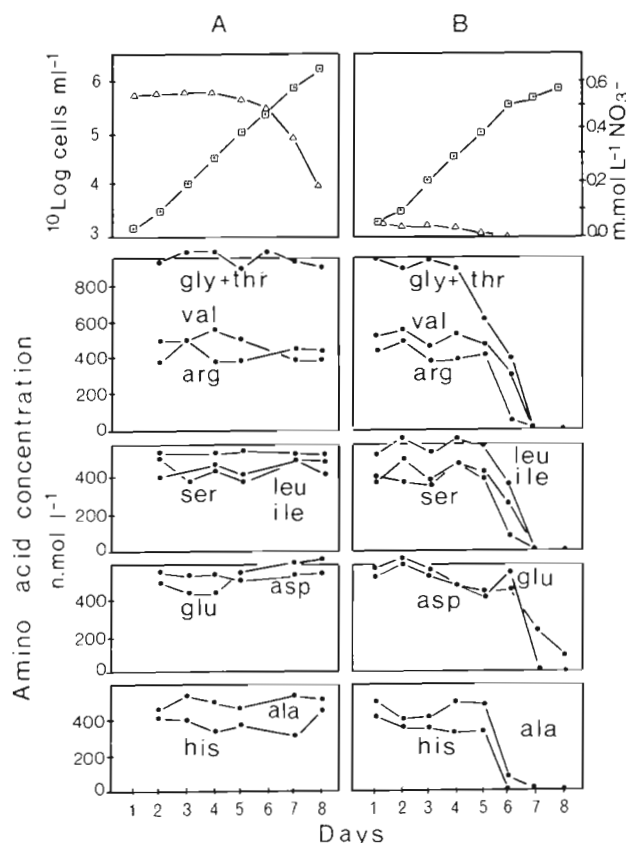 A
B
¹⁰Log cells ml⁻¹
6
5
4
3
0.6
0.4
0.2
0.0
m.mol L⁻¹ NO₃⁻
Amino acid concentration
n.mol l⁻¹
800
600
400
200
0
gly+thr
val
arg
gly+thr
val
arg
400
200
0
ser
leu
ile
ser
leu
ile
400
200
0
glu
asp
asp
glu
400
200
0
his
ala
his
ala
1 2 3 4 5 6 7 8
1 2 3 4 5 6 7 8
Days